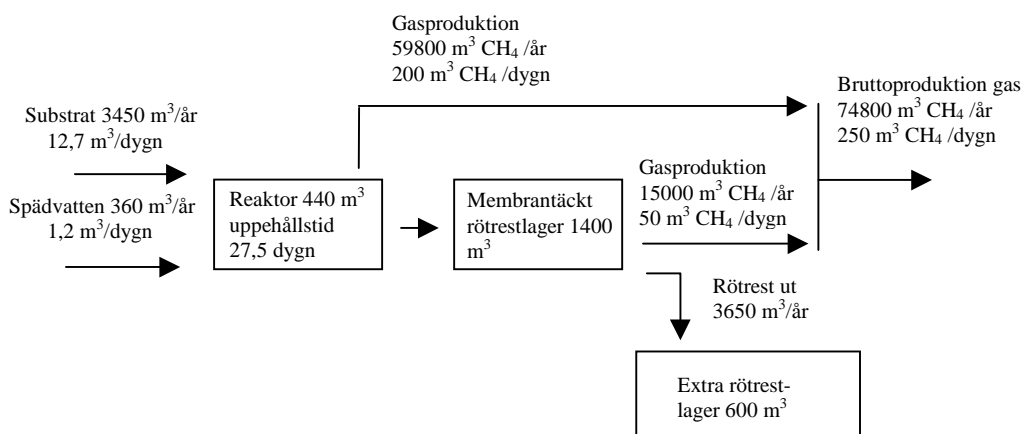 Gasproduktion
59800 m³ CH₄ /år
200 m³ CH₄ /dygn
Bruttoproduktion gas
74800 m³ CH₄ /år
250 m³ CH₄ /dygn
Substrat 3450 m³/år
12,7 m³/dygn
Spädvatten 360 m³/år
1,2 m³/dygn
Reaktor 440 m³
uppehållstid
27,5 dygn
Membrantäckt
rötrestlager 1400
m³
Gasproduktion
15000 m³ CH₄ /år
50 m³ CH₄ /dygn
Rötrest ut
3650 m³/år
Extra rötrest-
lager 600 m³